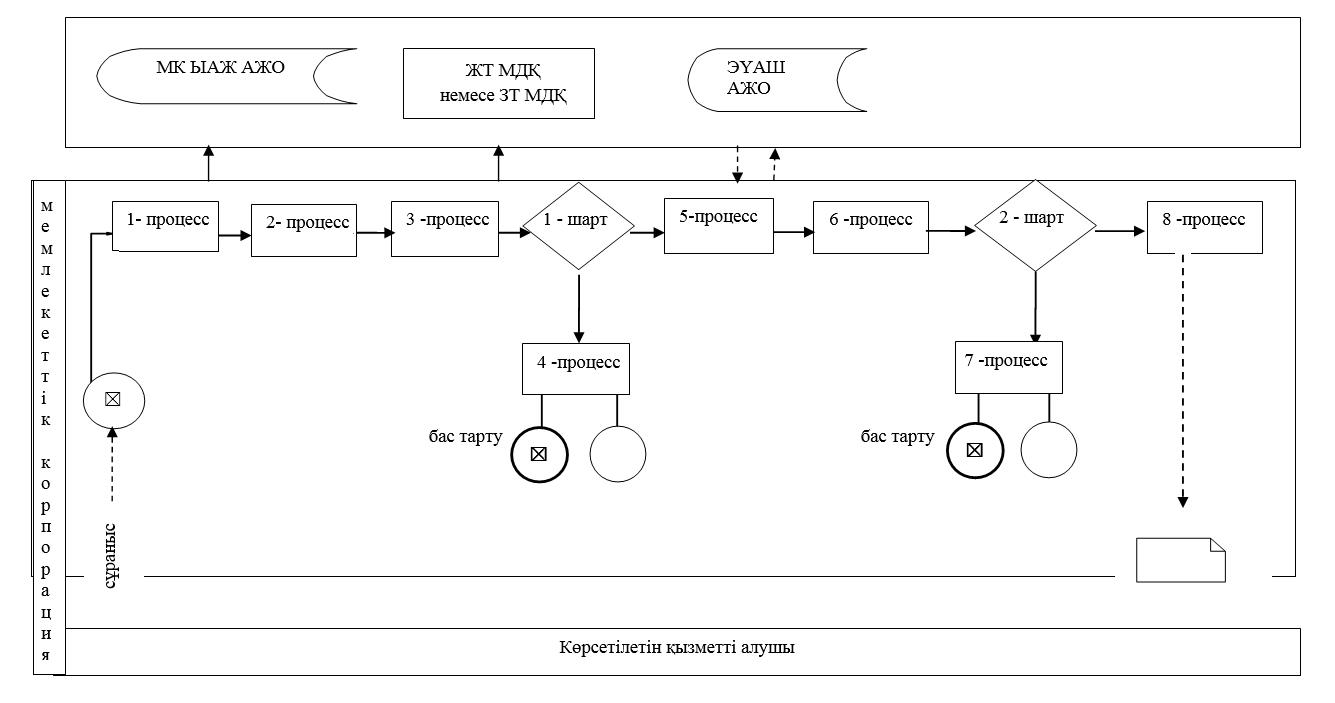 МК ЫАЖ АЖО
ЖТ МДҚ
немесе ЗТ МДҚ
ЭҮАШ
АЖО
мемлекеттік корпорация
1- процесс
2- процесс
3 -процесс
1 - шарт
5-процесс
6 -процесс
2 - шарт
8 -процесс
4 -процесс
7 -процесс
бас тарту
бас тарту
сұраныс
Көрсетілетін қызметті алушы